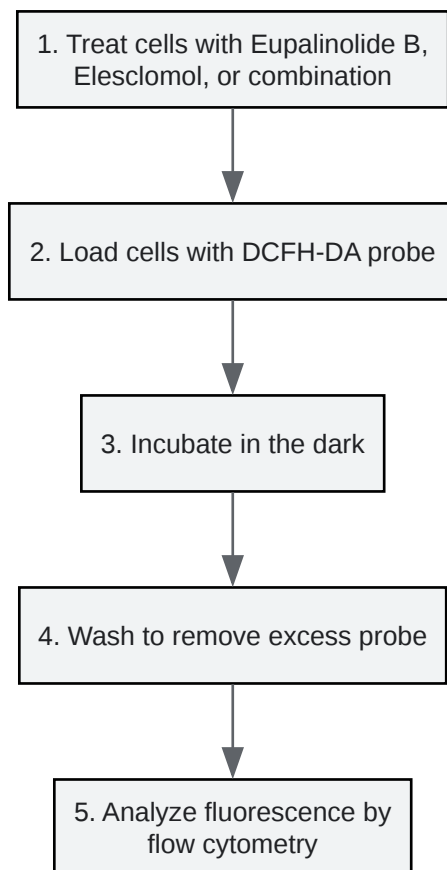 1. Treat cells with Eupalinolide B,
Elesclomol, or combination
2. Load cells with DCFH-DA probe
3. Incubate in the dark
4. Wash to remove excess probe
5. Analyze fluorescence by
flow cytometry